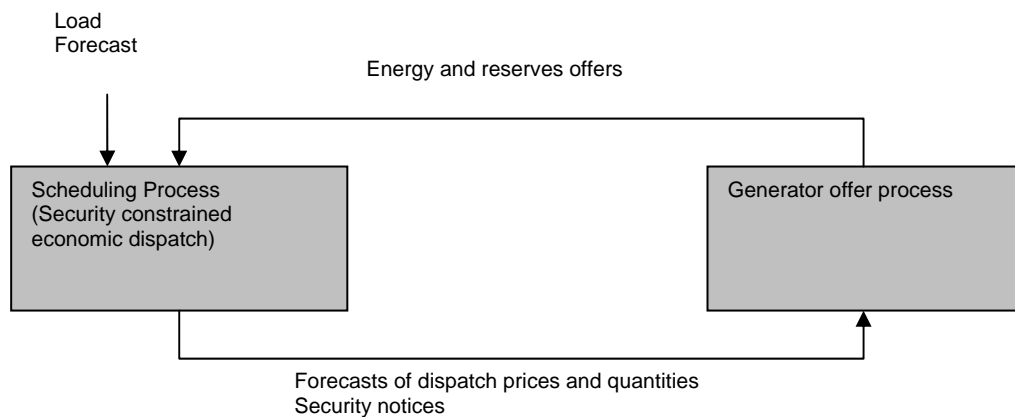 Load
Forecast
Energy and reserves offers
Scheduling Process
(Security constrained
economic dispatch)
Generator offer process
Forecasts of dispatch prices and quantities
Security notices